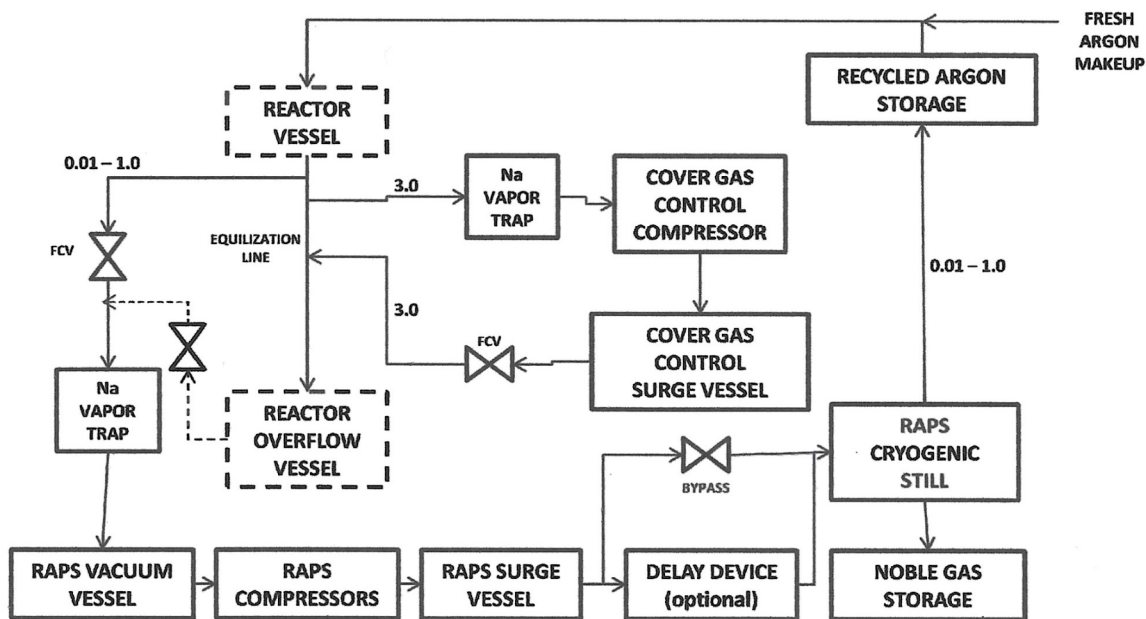 FRESH
ARGON
MAKEUP
RECYCLED ARGON
STORAGE
REACTOR
VESSEL
0.01 – 1.0
3.0
Na
VAPOR
TRAP
COVER GAS
CONTROL
COMPRESSOR
FCV
EQUILIZATION
LINE
0.01 – 1.0
3.0
FCV
COVER GAS
CONTROL
SURGE VESSEL
Na
VAPOR
TRAP
REACTOR
OVERFLOW
VESSEL
BYPASS
RAPS
CRYOGENIC
STILL
RAPS VACUUM
VESSEL
RAPS
COMPRESSORS
RAPS SURGE
VESSEL
DELAY DEVICE
(optional)
NOBLE GAS
STORAGE